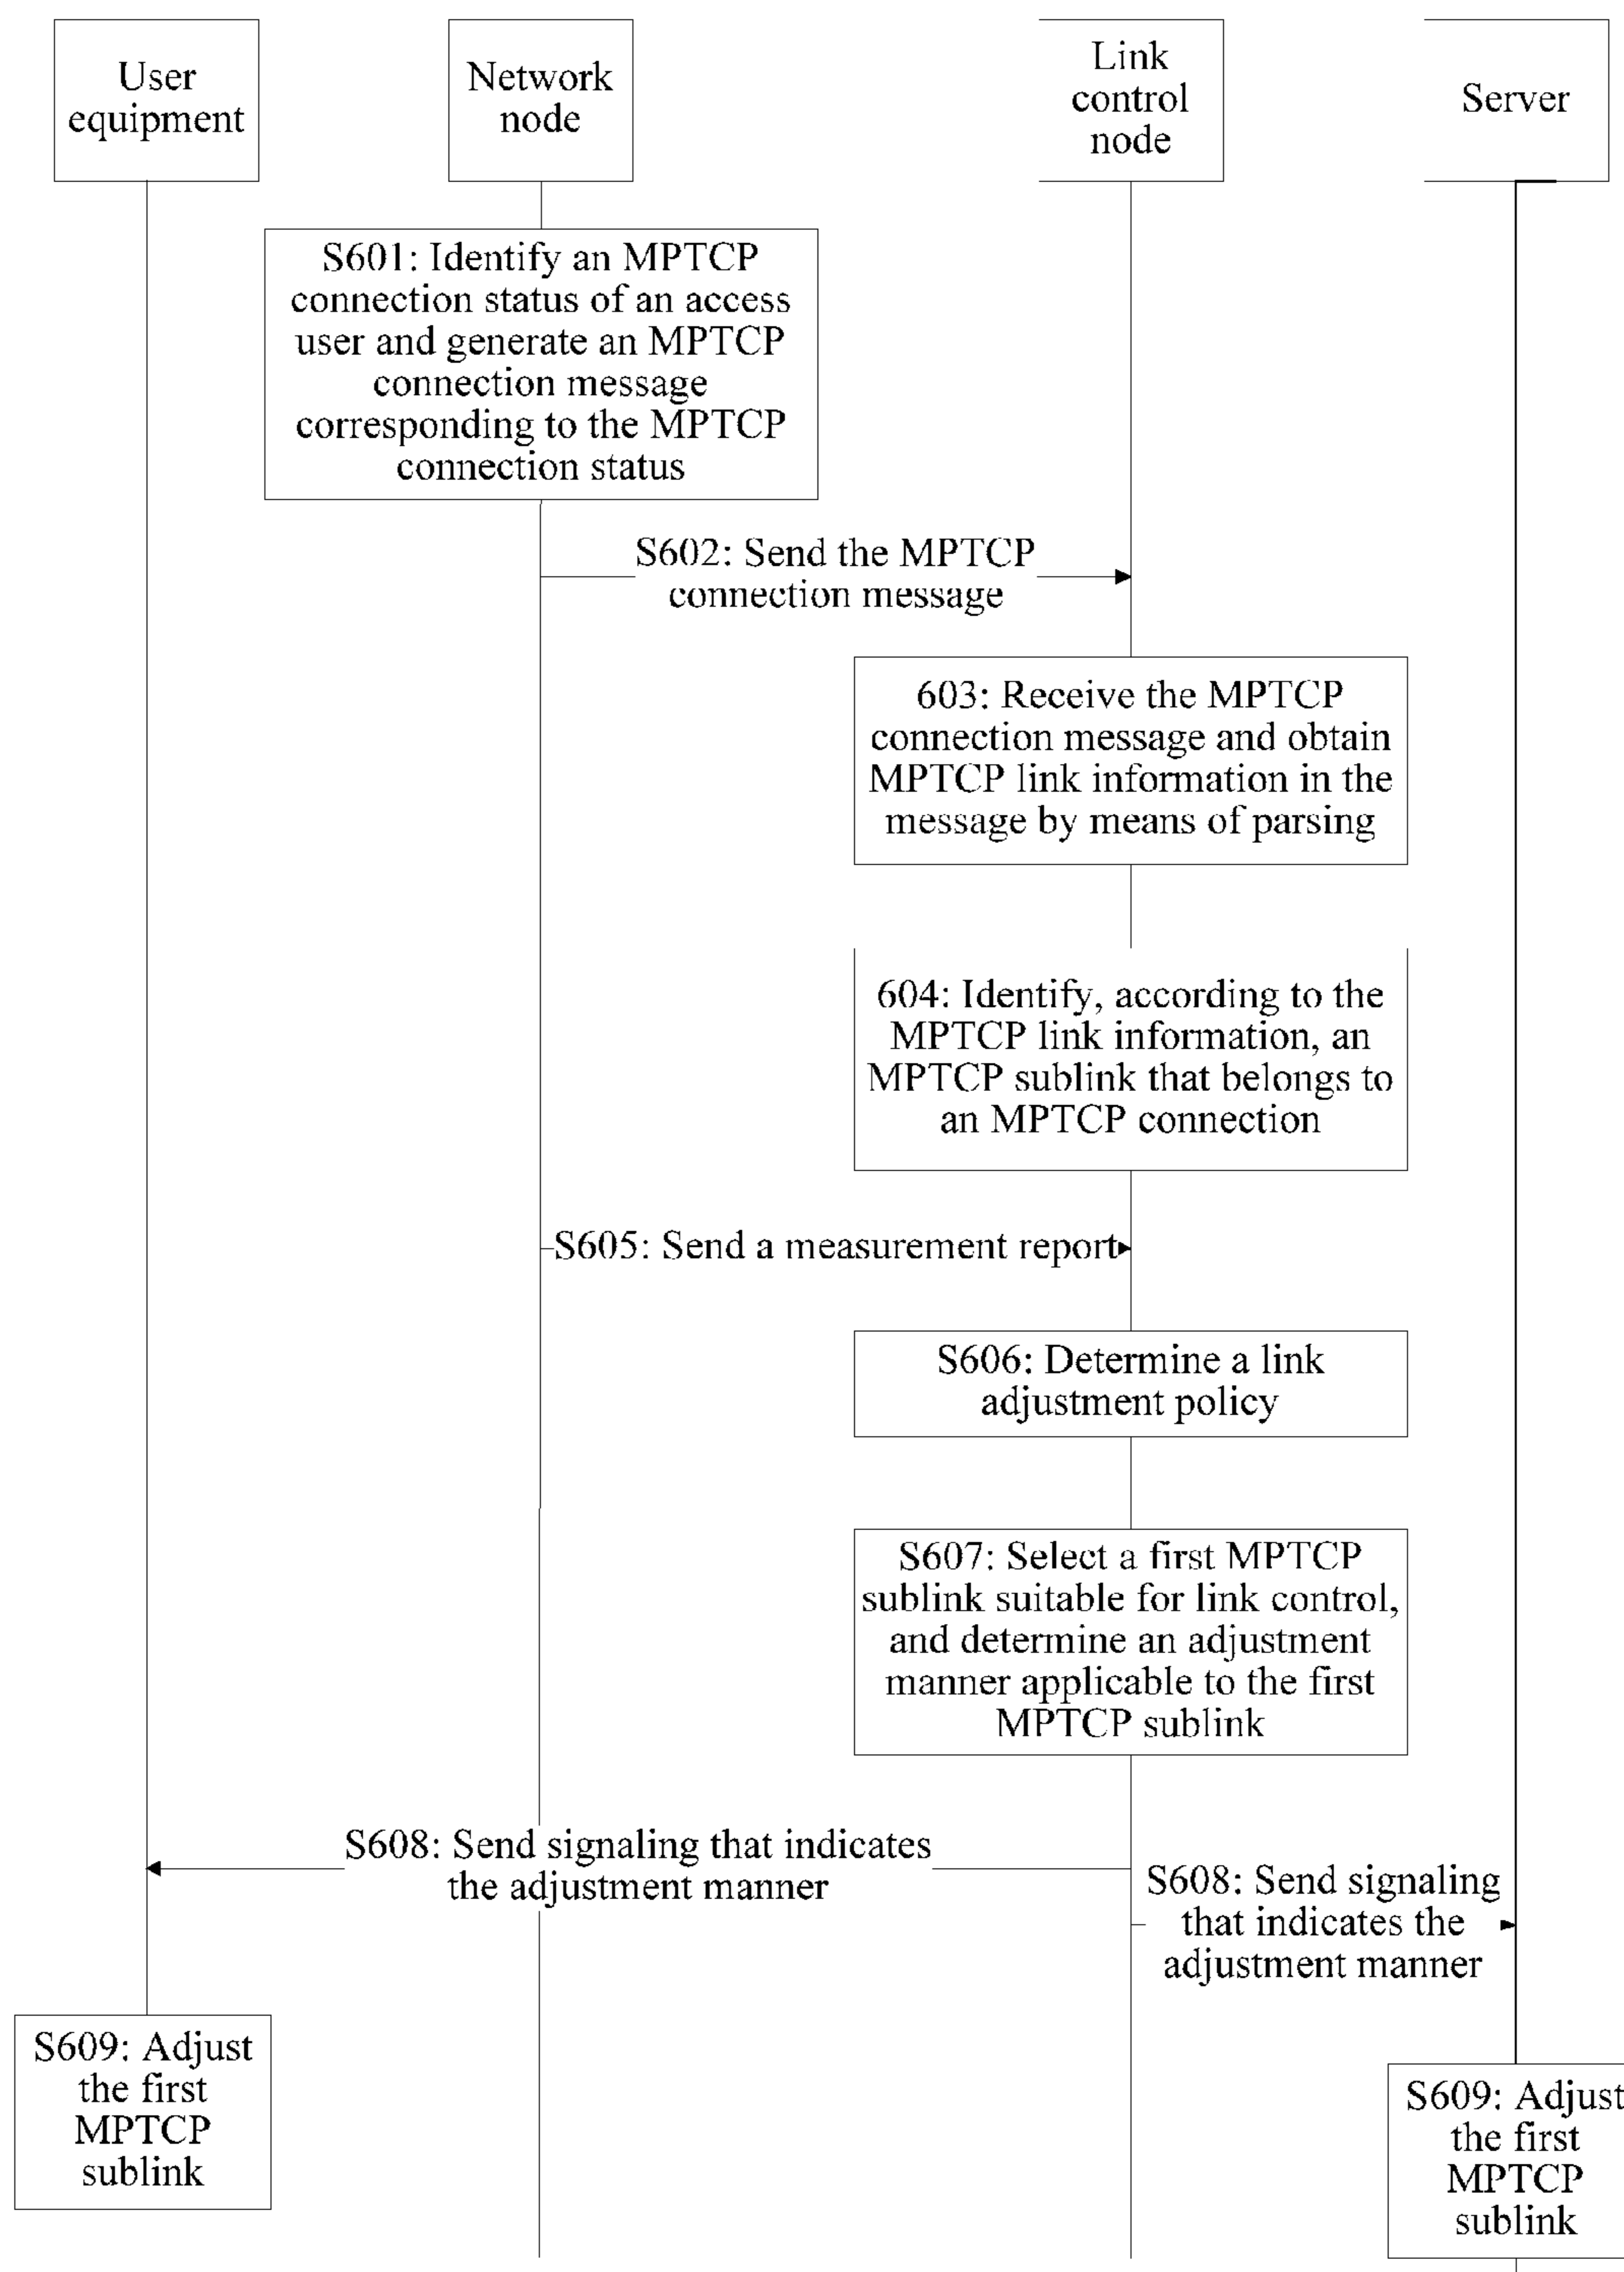 User
equipment
Network
node
Link
control
node
Server
S601: Identify an MPTCP
connection status of an access
user and generate an MPTCP
connection message
corresponding to the MPTCP
connection status
S602: Send the MPTCP
connection message
603: Receive the MPTCP
connection message and obtain
MPTCP link information in the
message by means of parsing
604: Identify, according to the
MPTCP link information, an
MPTCP sublink that belongs to
an MPTCP connection
S605: Send a measurement report
S606: Determine a link
adjustment policy
S607: Select a first MPTCP
sublink suitable for link control,
and determine an adjustment
manner applicable to the first
MPTCP sublink
S608: Send signaling that indicates
the adjustment manner
S608: Send signaling
that indicates the
adjustment manner
S609: Adjust
the first
MPTCP
sublink
S609: Adjust
the first
MPTCP
sublink